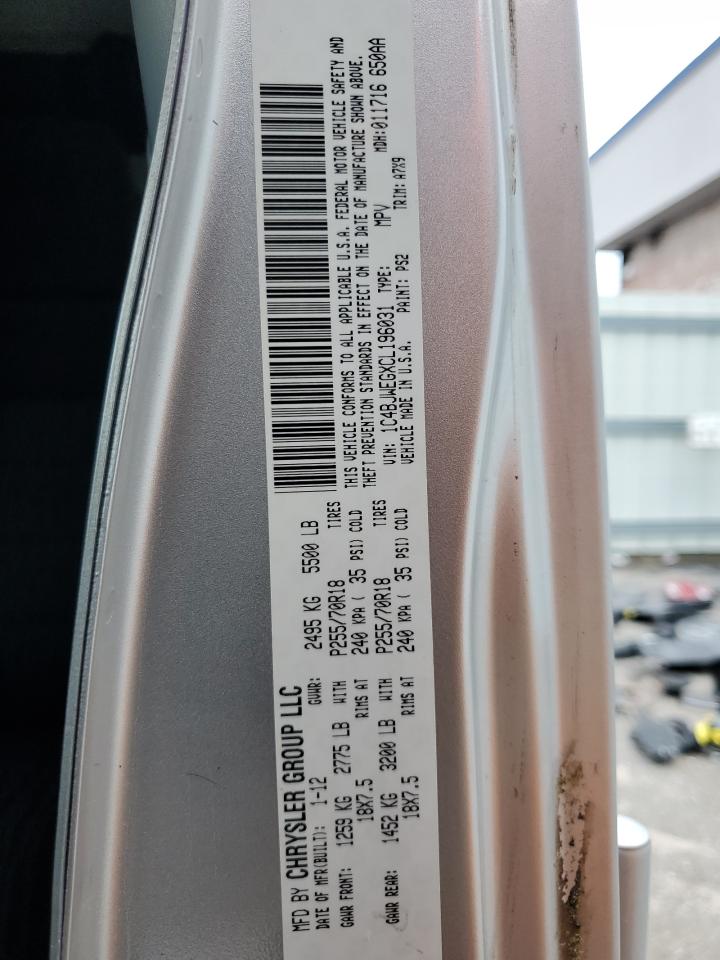 MFD BY CHRYSLER GROUP LLC
DATE OF MFR(BUILT): 1-12 GVWR: 2495 KG 5500 LB
GAWR FRONT: 1259 KG 2775 LB WITH P255/70R18 TIRES
18X7.5 RIMS AT 240 KPA ( 35 PSI) COLD
GAWR REAR: 1452 KG 3200 LB WITH P255/70R18 TIRES
18X7.5 RIMS AT 240 KPA ( 35 PSI) COLD
THIS VEHICLE CONFORMS TO ALL APPLICABLE U.S.A. FEDERAL MOTOR VEHICLE SAFETY AND
THEFT PREVENTION STANDARDS IN EFFECT ON THE DATE OF MANUFACTURE SHOWN ABOVE.
VIN: 1C4BJWEGXCL196031 TYPE: MPV MDH:011716 650AA
VEHICLE MADE IN U.S.A. PAINT: PS2 TRIM: A7X9